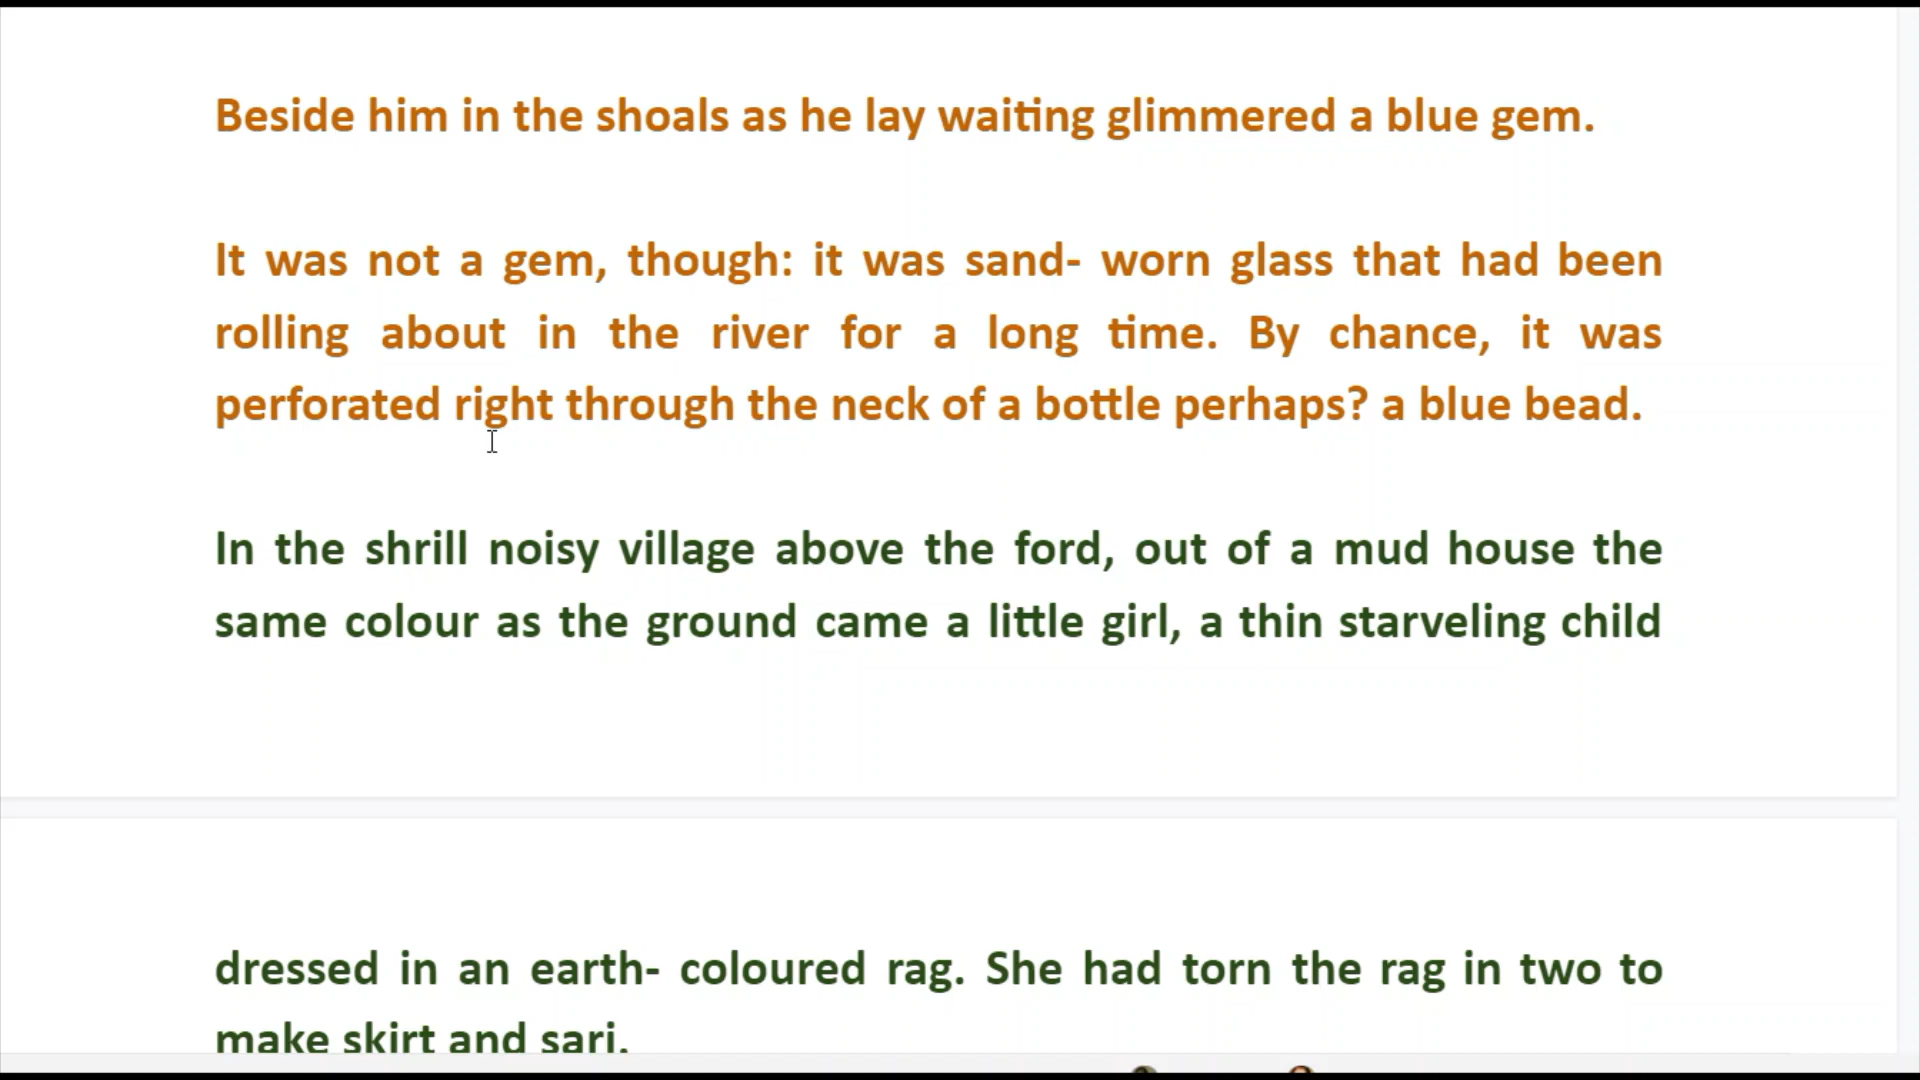 Beside him in the shoals as he lay waiting glimmered a blue gem.
It was not a gem, though: it was sand- worn glass that had been
rolling about in the river for a long time. By chance, it was
perforated right through the neck of a bottle perhaps? a blue bead.
In the shrill noisy village above the ford, out of a mud house the
same colour as the ground came a little girl, a thin starveling child
dressed in an earth- coloured rag. She had torn the rag in two to
make skirt and sari.